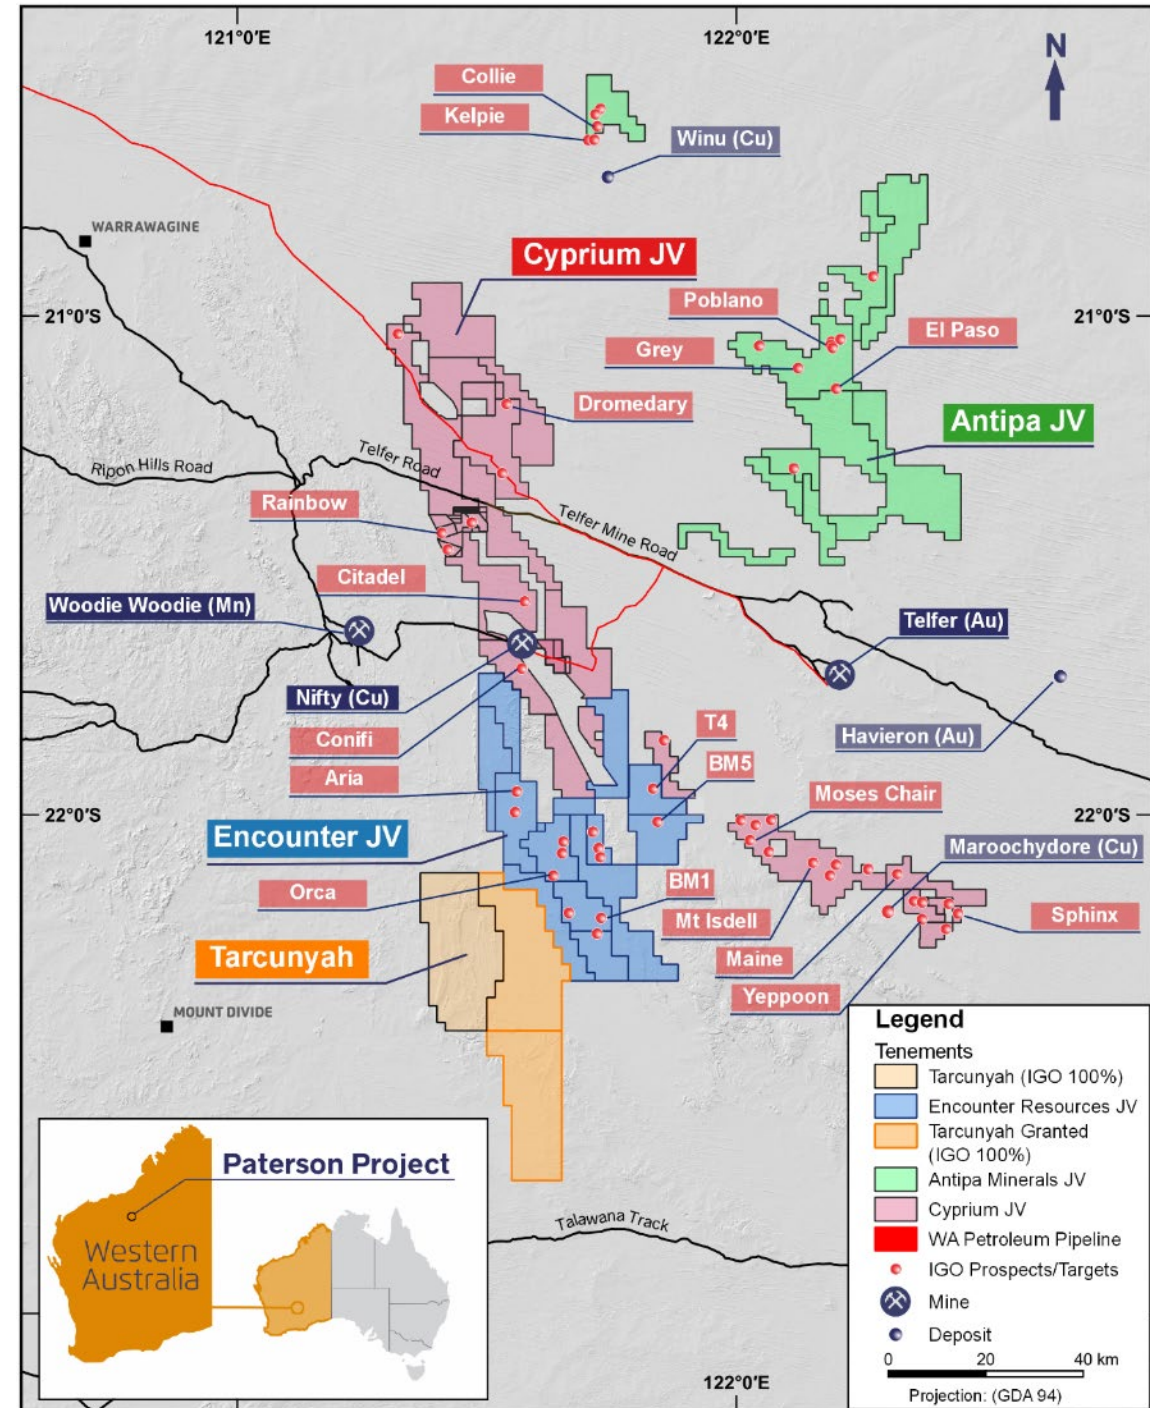 121°0'E
122°0'E
N
Collie
Kelpie
Winu (Cu)
WARRAWAGINE
Cyprium JV
21°0'S
21°0'S
Poblano
El Paso
Grey
Dromedary
Antipa JV
Telfer Road
Ripon Hills Road
Rainbow
Telfer Mine Road
Citadel
Woodie Woodie (Mn)
Telfer (Au)
Nifty (Cu)
Conifi
T4
Havieron (Au)
BM5
Aria
Moses Chair
22°0'S
22°0'S
Encounter JV
Maroochydore (Cu)
Orca
BM1
Mt Isdell
Sphinx
Tarcunyah
Maine
Yeppoon
MOUNT DIVIDE
Talawana Track
122°0'E
Paterson Project
Western
Australia
Legend
Tenements
Tarcunyah (IGO 100%)
Encounter Resources JV
Tarcunyah Granted
(IGO 100%)
Antipa Minerals JV
Cyprium JV
WA Petroleum Pipeline
IGO Prospects/Targets
Mine
Deposit
0 20 40 km
Projection: (GDA 94)